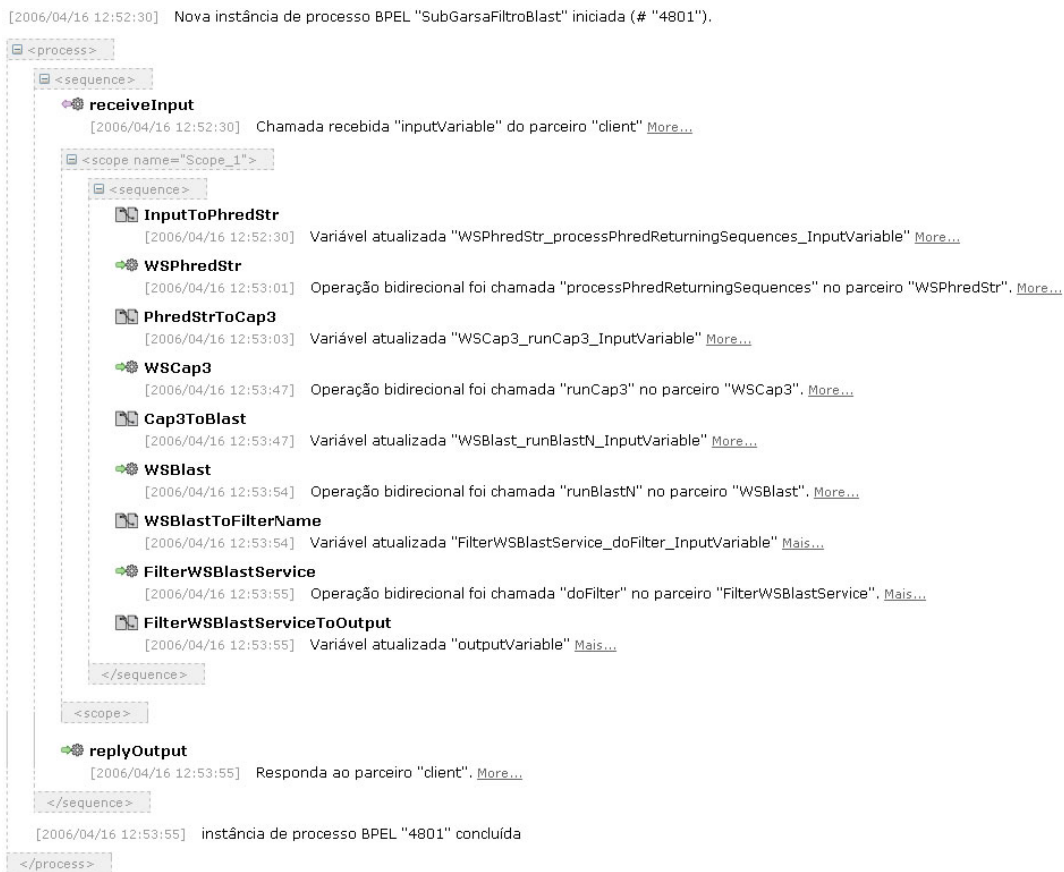 [2006/04/16 12:52:30] Nova instância de processo BPEL "SubGarsaFiltroBlast" iniciada (# "4801").
<process>
<sequence>
receiveInput
[2006/04/16 12:52:30] Chamada recebida "inputVariable" do parceiro "client" More...
<scope name="Scope_1">
<sequence>
InputToPhredStr
[2006/04/16 12:52:30] Variável atualizada "WSPhredStr_processPhredReturningSequences_InputVariable" More...
WSPhredStr
[2006/04/16 12:53:01] Operação bidirecional foi chamada "processPhredReturningSequences" no parceiro "WSPhredStr". More...
PhredStrToCap3
[2006/04/16 12:53:03] Variável atualizada "WSCap3_runCap3_InputVariable" More...
WSCap3
[2006/04/16 12:53:47] Operação bidirecional foi chamada "runCap3" no parceiro "WSCap3". More...
Cap3ToBlast
[2006/04/16 12:53:47] Variável atualizada "WSBlast_runBlastN_InputVariable" More...
WSBlast
[2006/04/16 12:53:54] Operação bidirecional foi chamada "runBlastN" no parceiro "WSBlast". More...
WSBlastToFilterName
[2006/04/16 12:53:54] Variável atualizada "FilterWSBlastService_doFilter_InputVariable" Mais...
FilterWSBlastService
[2006/04/16 12:53:55] Operação bidirecional foi chamada "doFilter" no parceiro "FilterWSBlastService". Mais...
FilterWSBlastServiceToOutput
[2006/04/16 12:53:55] Variável atualizada "outputVariable" Mais...
</sequence>
<scope>
replyOutput
[2006/04/16 12:53:55] Responda ao parceiro "client". More...
</sequence>
[2006/04/16 12:53:55] instância de processo BPEL "4801" concluída
</process>